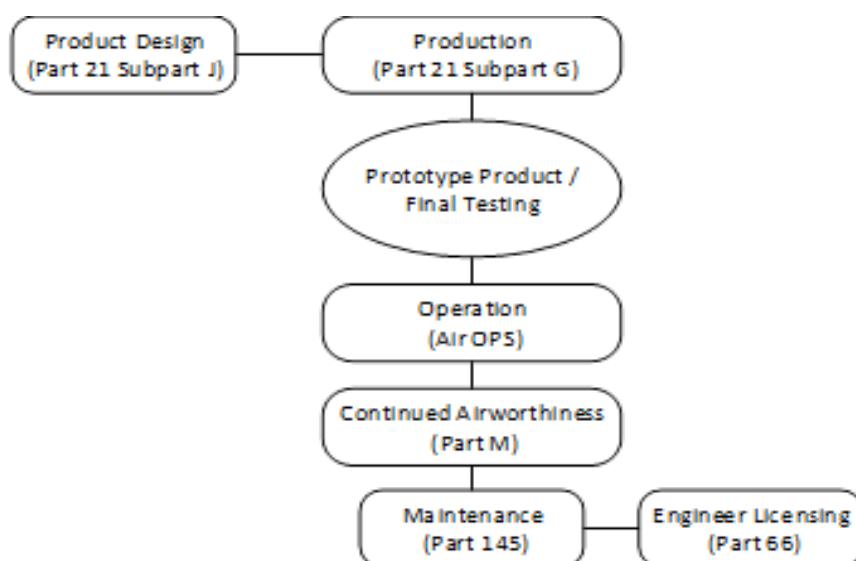 Product Design
(Part 21 Subpart J)
Production
(Part 21 Subpart G)
Prototype Product /
Final Testing
Operation
(Air OPS)
Continued Airworthiness
(Part M)
Maintenance
(Part 145)
Engineer Licensing
(Part 66)